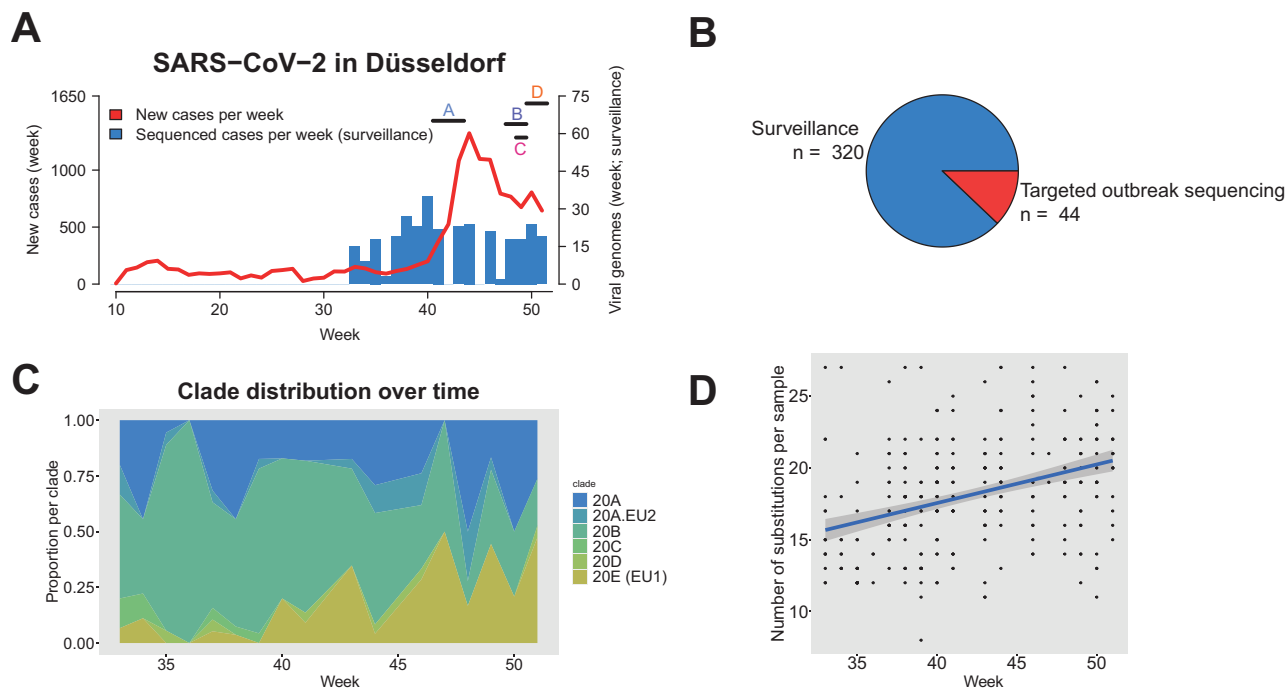 A
SARS−CoV−2 in Düsseldorf
New cases per week
Sequenced cases per week (surveillance)
A
B
C
D
1650
1000
500
0
New cases (week)
75
60
45
30
15
0
Viral genomes (week; surveillance)
10
20
30
40
50
Week
B
Surveillance
n = 320
Targeted outbreak sequencing
n = 44
C
Clade distribution over time
1.00
0.75
0.50
0.25
0.00
Proportion per clade
35
40
45
50
Week
clade
20A
20A.EU2
20B
20C
20D
20E (EU1)
D
25
20
15
10
Number of substitutions per sample
35
40
45
50
Week